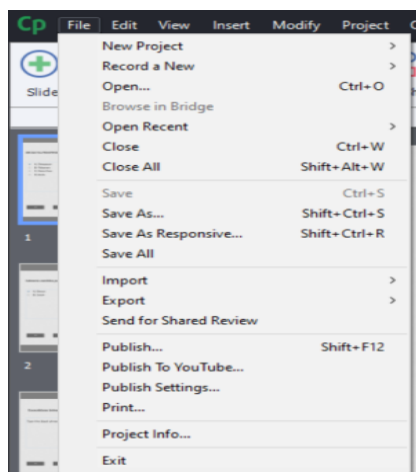 Cp File Edit View Insert Modify Project
New Project >
Slide
Record a New >
Open... Ctrl+O
Browse in Bridge
Open Recent >
Close Ctrl+W
Close All Shift+Alt+W
Save Ctrl+S
Save As... Shift+Ctrl+S
1
Save As Responsive... Shift+Ctrl+R
Save All
Import >
Export >
Send for Shared Review
Publish... Shift+F12
2
Publish To YouTube...
Publish Settings...
Print...
Project Info...
Exit